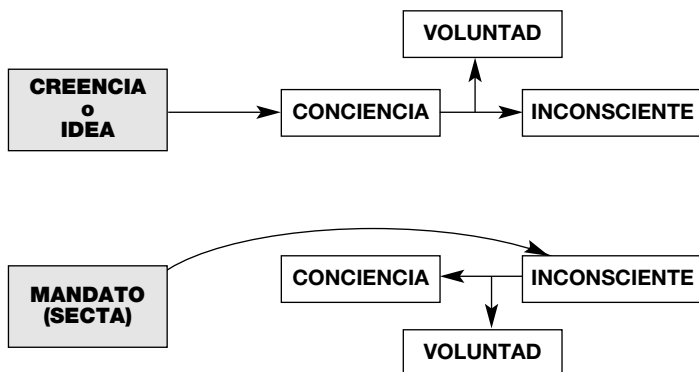 VOLUNTAD
CREENCIA
o
IDEA
CONCIENCIA
INCONSCIENTE
CONCIENCIA
INCONSCIENTE
MANDATO
(SECTA)
VOLUNTAD